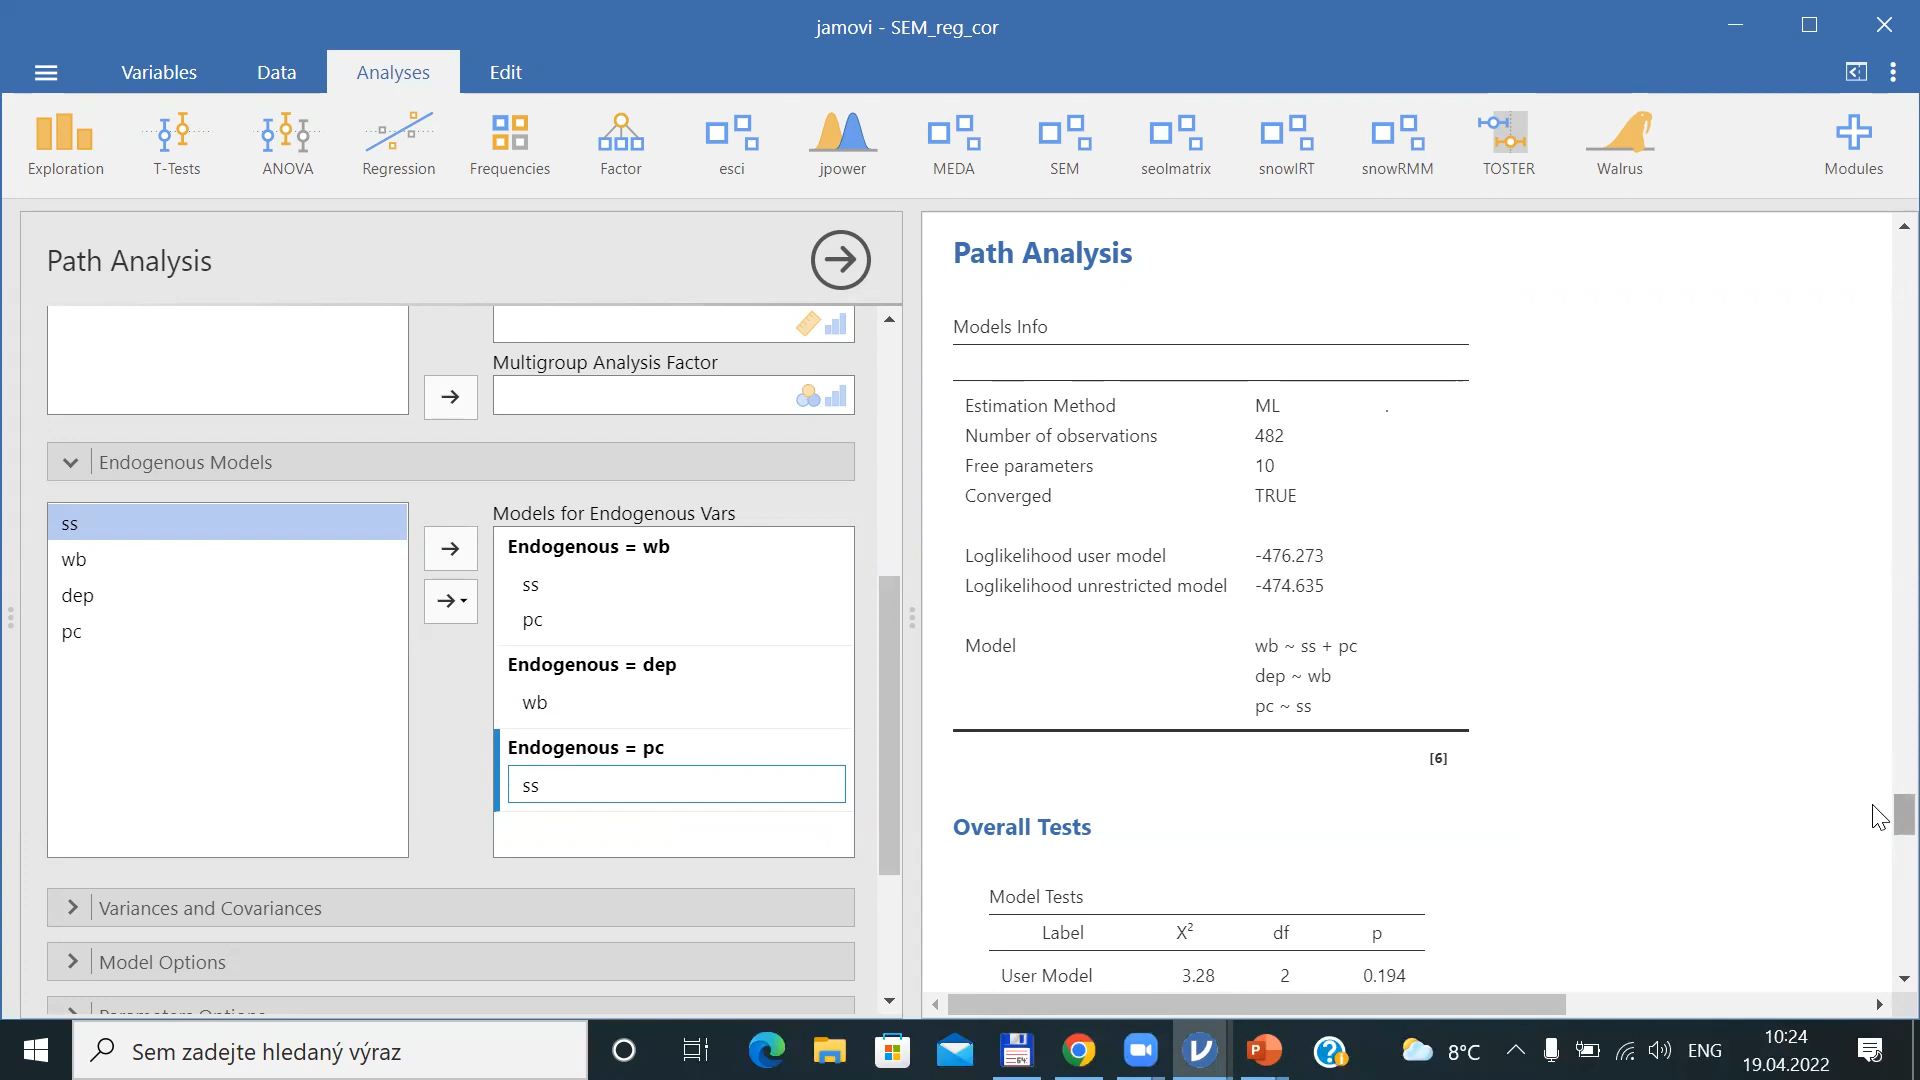 jamovi - SEM_reg_cor
Variables Data Analyses Edit
Exploration T-Tests ANOVA Regression Frequencies Factor esci jpower MEDA SEM seolmatrix snowIRT snowRMM TOSTER Walrus Modules
Path Analysis
Multigroup Analysis Factor
Endogenous Models
ss
wb
dep
pc
Models for Endogenous Vars
Endogenous = wb
ss
pc
Endogenous = dep
wb
Endogenous = pc
ss
Variances and Covariances
Model Options
Parameters Options
Path Analysis
Models Info
Estimation Method ML .
Number of observations 482
Free parameters 10
Converged TRUE
Loglikelihood user model -476.273
Loglikelihood unrestricted model -474.635
Model wb ~ ss + pc
dep ~ wb
pc ~ ss
[6]
Overall Tests
Model Tests
Label X² df p
User Model 3.28 2 0.194
Sem zadejte hledaný výraz
64
8°C
ENG
10:24
19.04.2022